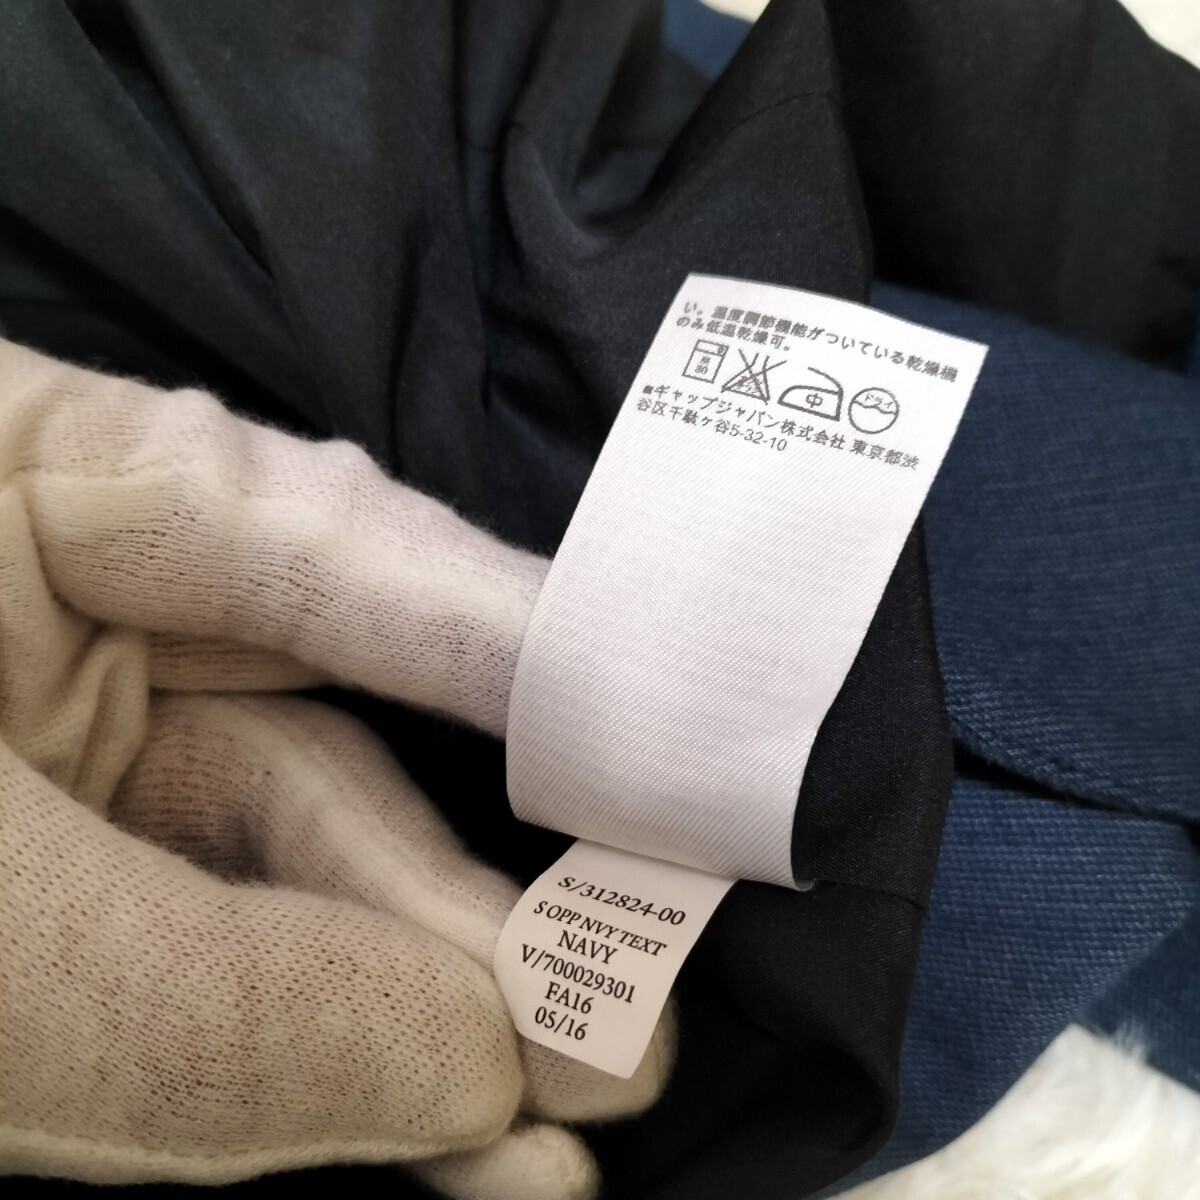 い。温度調節機能がついている乾燥機
のみ低温乾燥可。
30 中 ドライ
■ギャップジャパン株式会社 東京都渋
谷区千駄ヶ谷5-32-10
S/312824-00
S OPP NVY TEXT
NAVY
V/700029301
FA16
05/16